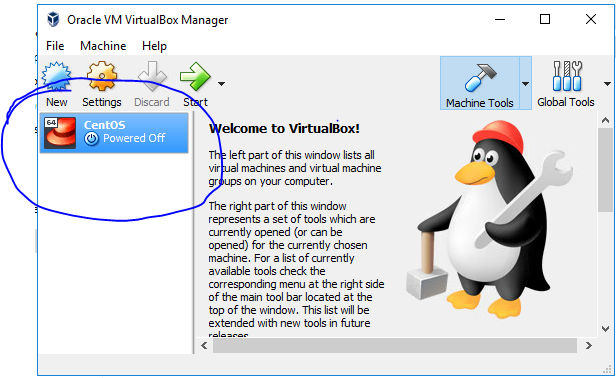 Oracle VM VirtualBox Manager
File Machine Help
New Settings Discard Start Machine Tools Global Tools
64 CentOS
Powered Off
Welcome to VirtualBox!
The left part of this window lists all
virtual machines and virtual machine
groups on your computer.
The right part of this window
represents a set of tools which are
currently opened (or can be
opened) for the currently chosen
machine. For a list of currently
available tools check the
corresponding menu at the right side
of the main tool bar located at the
top of the window. This list will be
extended with new tools in future
releases.